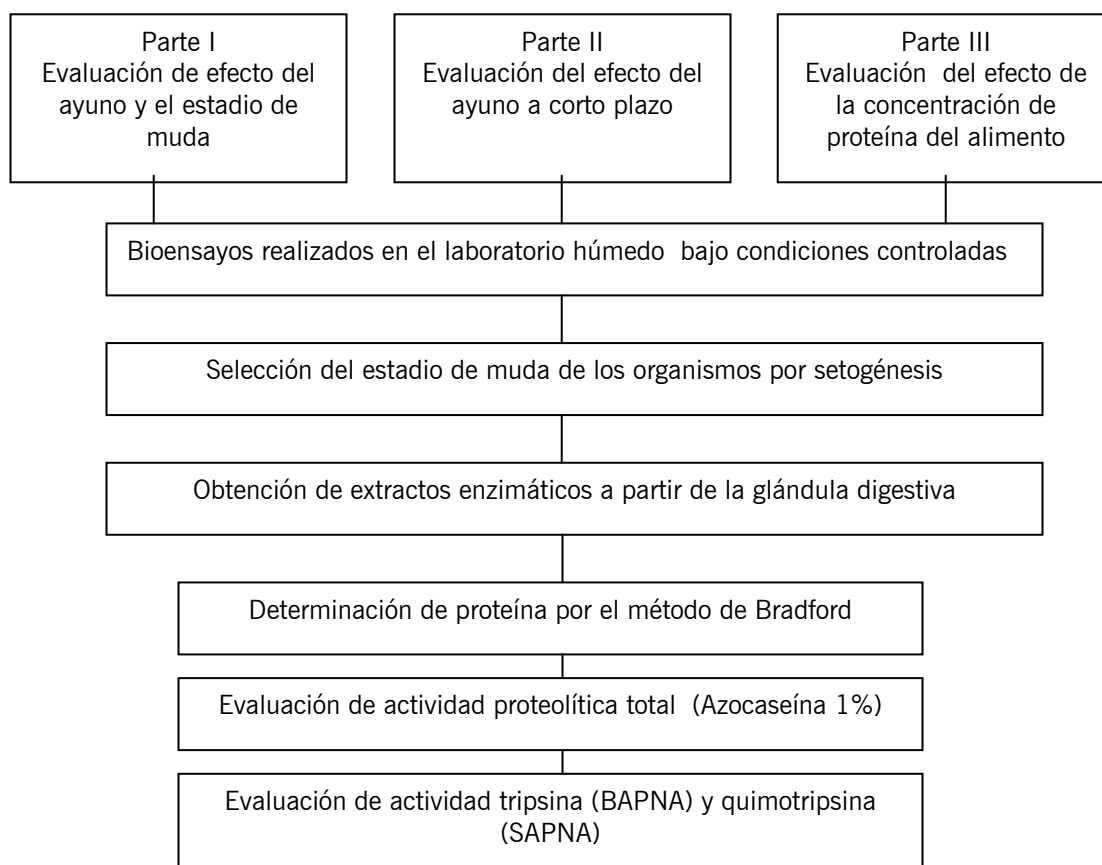 Parte I
Evaluación de efecto del
ayuno y el estadio de
muda
Parte II
Evaluación del efecto del
ayuno a corto plazo
Parte III
Evaluación del efecto de
la concentración de
proteína del alimento
Bioensayos realizados en el laboratorio húmedo bajo condiciones controladas
Selección del estadio de muda de los organismos por setogénesis
Obtención de extractos enzimáticos a partir de la glándula digestiva
Determinación de proteína por el método de Bradford
Evaluación de actividad proteolítica total (Azocaseína 1%)
Evaluación de actividad tripsina (BAPNA) y quimotripsina
(SAPNA)